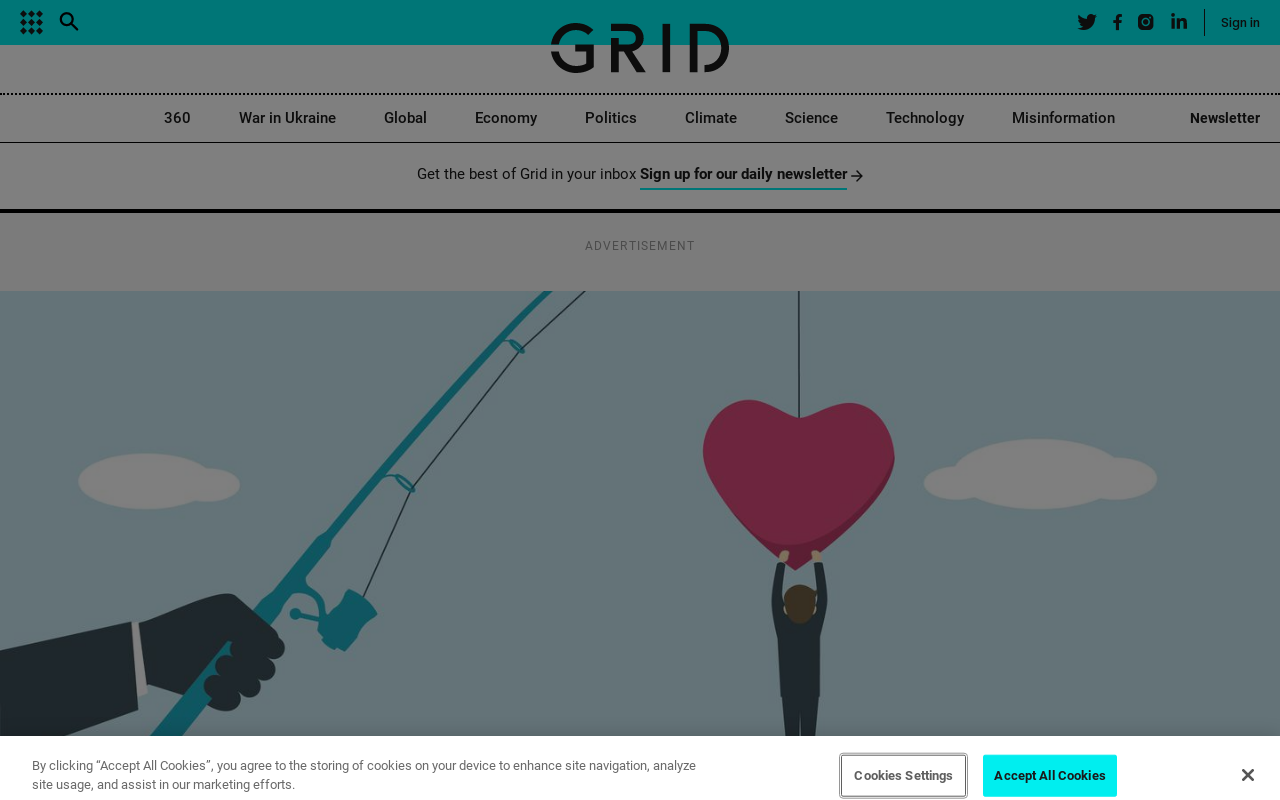 Sign in
GRID
360 War in Ukraine Global Economy Politics Climate Science Technology Misinformation Newsletter
Get the best of Grid in your inbox Sign up for our daily newsletter
ADVERTISEMENT
By clicking “Accept All Cookies”, you agree to the storing of cookies on your device to enhance site navigation, analyze
site usage, and assist in our marketing efforts.
Cookies Settings
Accept All Cookies